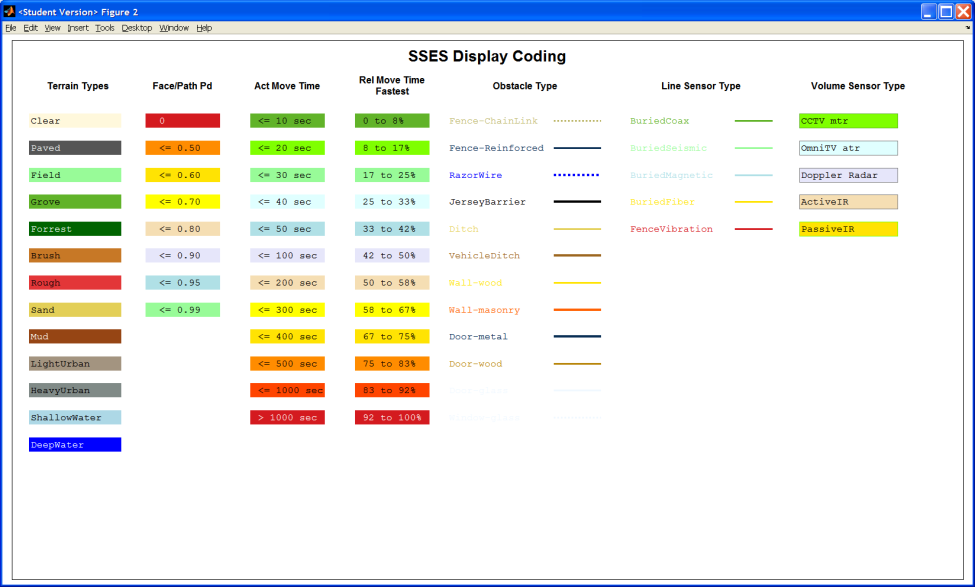 <Student Version> Figure 2
File Edit View Insert Tools Desktop Window Help
SSES Display Coding
Terrain Types Face/Path Pd Act Move Time Rel Move Time Fastest Obstacle Type Line Sensor Type Volume Sensor Type
Clear 0 <= 10 sec 0 to 8% Fence-ChainLink BuriedCoax CCTV mtr
Paved <= 0.50 <= 20 sec 8 to 17% Fence-Reinforced BuriedSeismic OmniTV atr
Field <= 0.60 <= 30 sec 17 to 25% RazorWire BuriedMagnetic Doppler Radar
Grove <= 0.70 <= 40 sec 25 to 33% JerseyBarrier BuriedFiber ActiveIR
Forrest <= 0.80 <= 50 sec 33 to 42% Ditch FenceVibration PassiveIR
Brush <= 0.90 <= 100 sec 42 to 50% VehicleDitch
Rough <= 0.95 <= 200 sec 50 to 58% Wall-wood
Sand <= 0.99 <= 300 sec 58 to 67% Wall-masonry
Mud <= 400 sec 67 to 75% Door-metal
LightUrban <= 500 sec 75 to 83% Door-wood
HeavyUrban <= 1000 sec 83 to 92%
ShallowWater > 1000 sec 92 to 100%
DeepWater